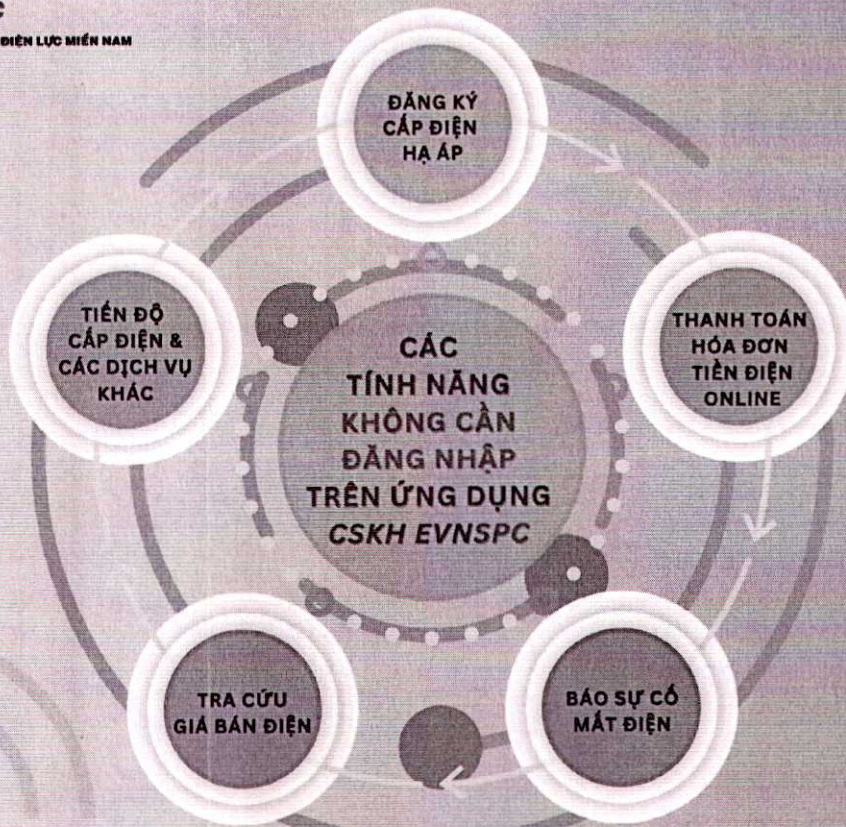 ĐIỆN LỰC MIỀN NAM
ĐĂNG KÝ
CẤP ĐIỆN
HẠ ÁP
THANH TOÁN
HÓA ĐƠN
TIỀN ĐIỆN
ONLINE
BÁO SỰ CỐ
MẤT ĐIỆN
TRA CỨU
GIÁ BÁN ĐIỆN
TIẾN ĐỘ
CẤP ĐIỆN &
CÁC DỊCH VỤ
KHÁC
CÁC
TÍNH NĂNG
KHÔNG CẦN
ĐĂNG NHẬP
TRÊN ỨNG DỤNG
CSKH EVNSPC